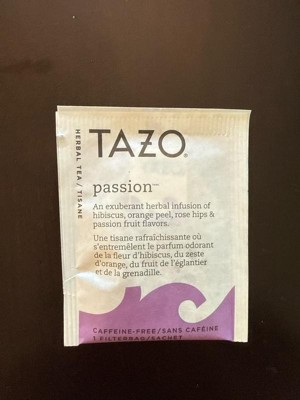 HERBAL TEA / TISANE
TAZO®
passion™
An exuberant herbal infusion of
hibiscus, orange peel, rose hips &
passion fruit flavors.
Une tisane rafraîchissante où
s'entremêlent le parfum odorant
de la fleur d'hibiscus, du zeste
d'orange, du fruit de l'églantier
et de la grenadille.
CAFFEINE-FREE/SANS CAFÉINE
1 FILTERBAG/SACHET